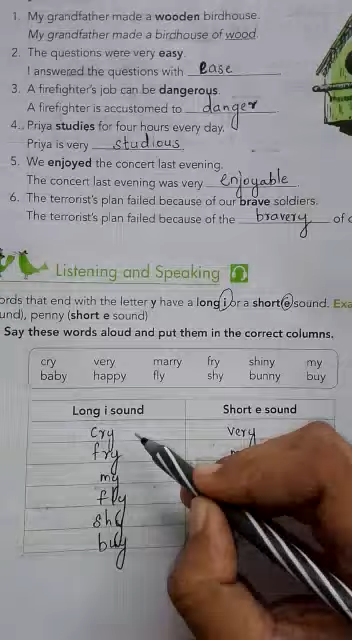 1. My grandfather made a wooden birdhouse.
My grandfather made a birdhouse of wood.
2. The questions were very easy.
I answered the questions with ease
3. A firefighter's job can be dangerous.
A firefighter is accustomed to danger
4. Priya studies for four hours every day.
Priya is very studious
5. We enjoyed the concert last evening.
The concert last evening was very enjoyable
6. The terrorist's plan failed because of our brave soldiers.
The terrorist's plan failed because of the bravery of
Listening and Speaking
ords that end with the letter y have a long i or a short e sound. Exa
und), penny (short e sound)
Say these words aloud and put them in the correct columns.
cry very marry fry shiny my
baby happy fly shy bunny buy
Long i sound Short e sound
cry very
fry
my
fly
shy
buy